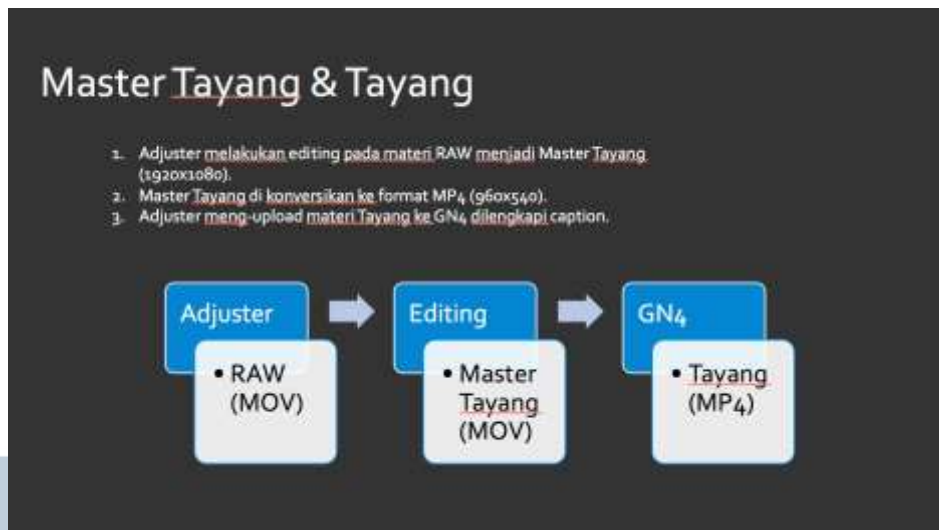 Master Tayang & Tayang
1. Adjuster melakukan editing pada materi RAW menjadi Master Tayang
(1920x1080).
2. Master Tayang di konversikan ke format MP4 (960x540).
3. Adjuster meng-upload materi Tayang ke GN4 dilengkapi caption.
Adjuster
• RAW
(MOV)
Editing
• Master
Tayang
(MOV)
GN4
• Tayang
(MP4)